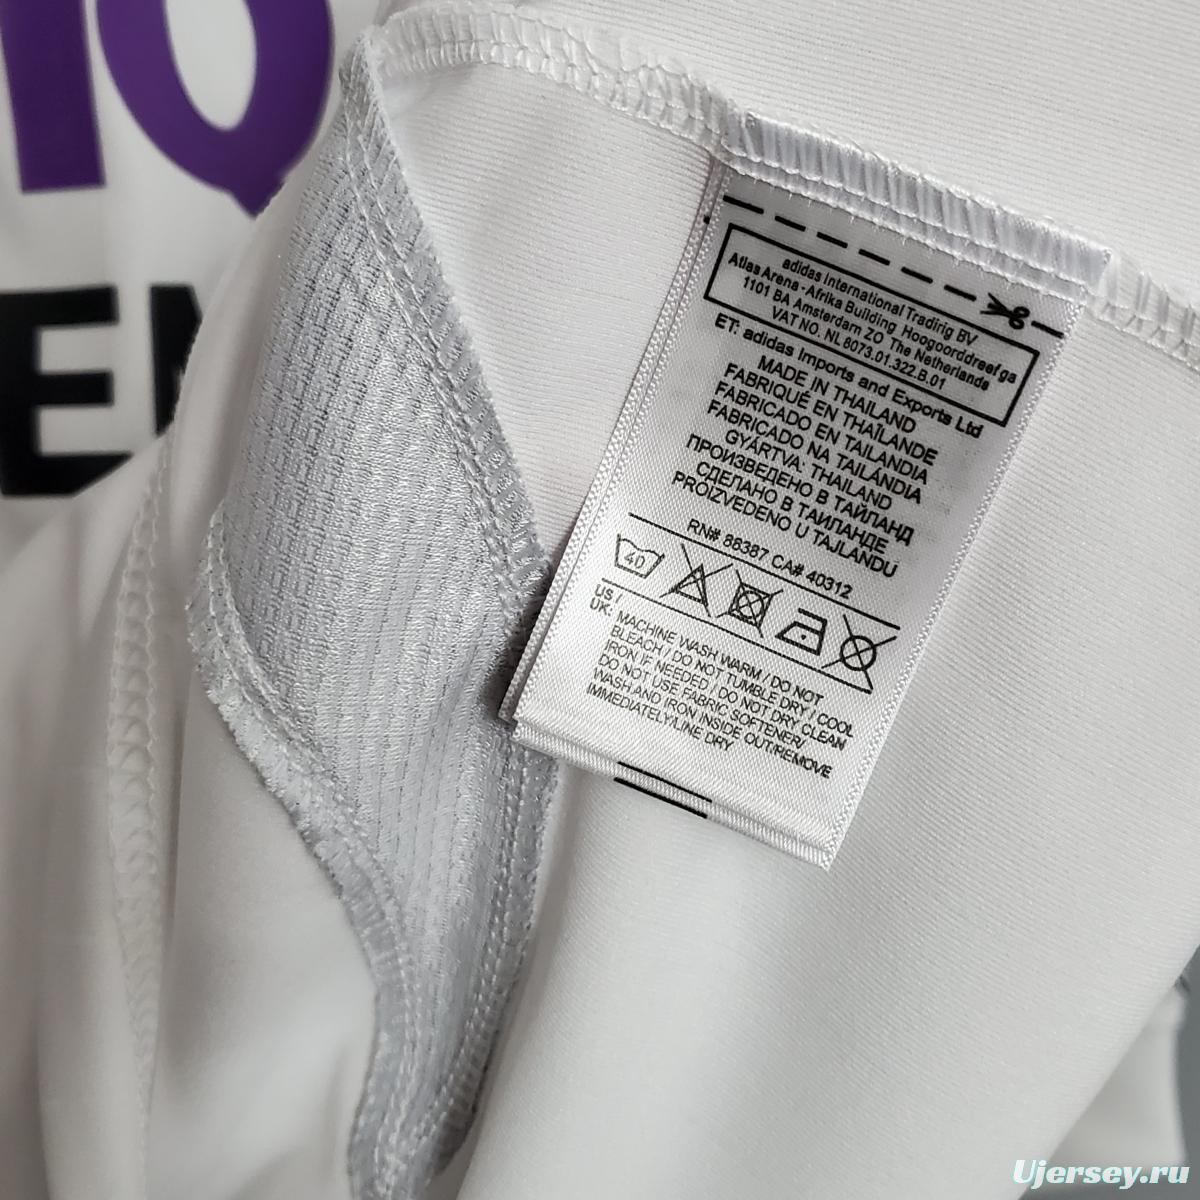 IQ
EN
adidas International Tradirig BV
Atlas Arena -Afrika Building Hoogoorddreefga
1101 BA Amsterdam ZO The Netherlands
VAT NO. NL 8073.01.322.B.01
ET: adidas Imports and Exports Ltd
MADE IN THAILAND
FABRIQUÉ EN THAÏLANDE
FABRICADO EN TAILANDIA
FABRICADO NA TAILÂNDIA
GYÁRTVA: THAILAND
ПРОИЗВЕДЕНО В ТАЙЛАНД
СДЕЛАНО В ТАИЛАНДЕ
PROIZVEDENO U TAJLANDU
RN# 88387 CA# 40312
40
US/
UK: MACHINE WASH WARM / DO NOT
BLEACH / DO NOT TUMBLE DRY / COOL
IRON IF NEEDED / DO NOT DRY CLEAN
DO NOT USE FABRIC SOFTENER/
WASH AND IRON INSIDE OUT/REMOVE
IMMEDIATELY/LINE DRY
Ujersey.ru